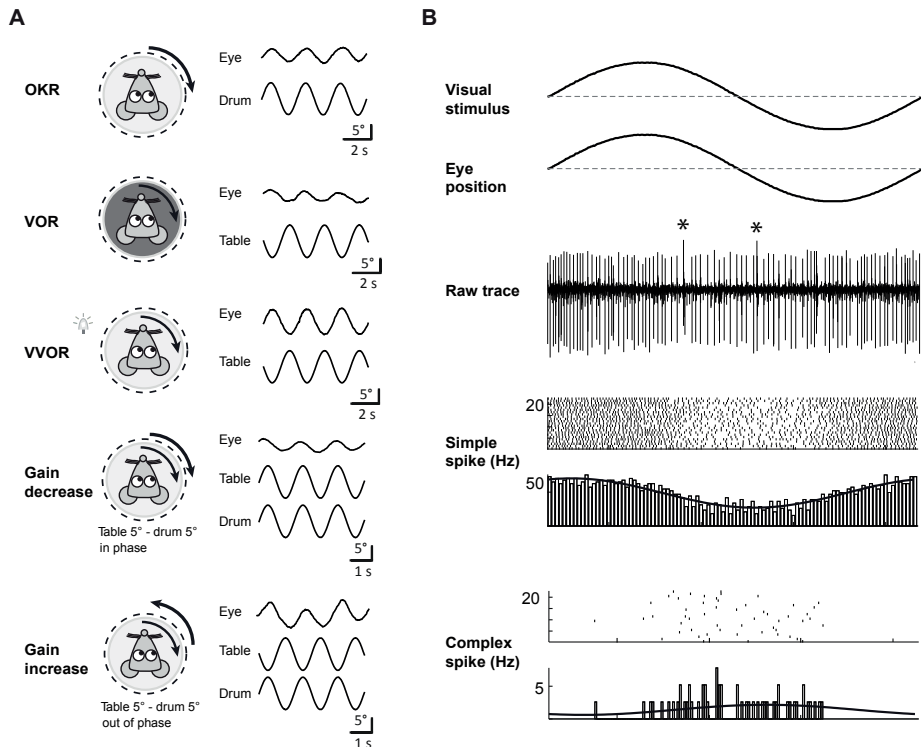 A
OKR
Eye
Drum
5°
2 s
VOR
Eye
Table
5°
2 s
VVOR
Eye
Table
5°
2 s
Gain
decrease
Table 5° - drum 5°
in phase
Eye
Table
Drum
5°
1 s
Gain
increase
Table 5° - drum 5°
out of phase
Eye
Table
Drum
5°
1 s
B
Visual
stimulus
Eye
position
* *
Raw trace
Simple
spike (Hz)
20
50
Complex
spike (Hz)
20
5